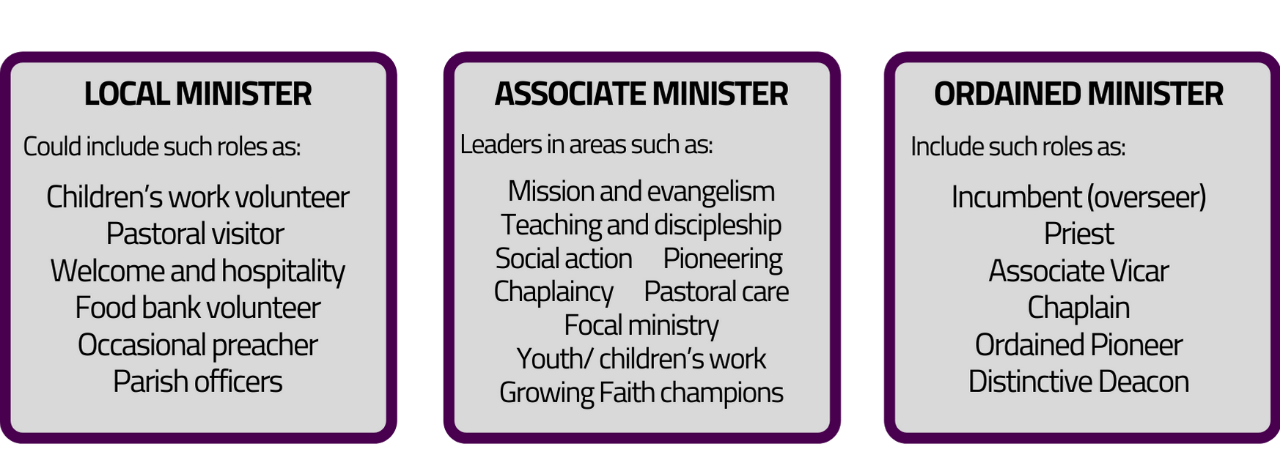 LOCAL MINISTER
Could include such roles as:
Children’s work volunteer
Pastoral visitor
Welcome and hospitality
Food bank volunteer
Occasional preacher
Parish officers
ASSOCIATE MINISTER
Leaders in areas such as:
Mission and evangelism
Teaching and discipleship
Social action Pioneering
Chaplaincy Pastoral care
Focal ministry
Youth/ children’s work
Growing Faith champions
ORDAINED MINISTER
Include such roles as:
Incumbent (overseer)
Priest
Associate Vicar
Chaplain
Ordained Pioneer
Distinctive Deacon